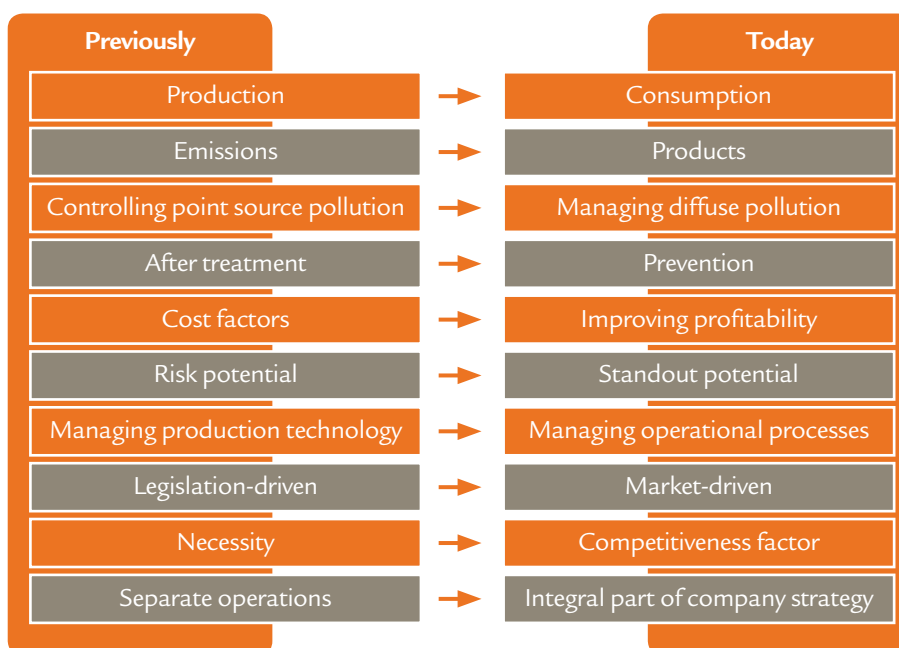 Previously
Today
Production
Consumption
Emissions
Products
Controlling point source pollution
Managing diffuse pollution
After treatment
Prevention
Cost factors
Improving profitability
Risk potential
Standout potential
Managing production technology
Managing operational processes
Legislation-driven
Market-driven
Necessity
Competitiveness factor
Separate operations
Integral part of company strategy